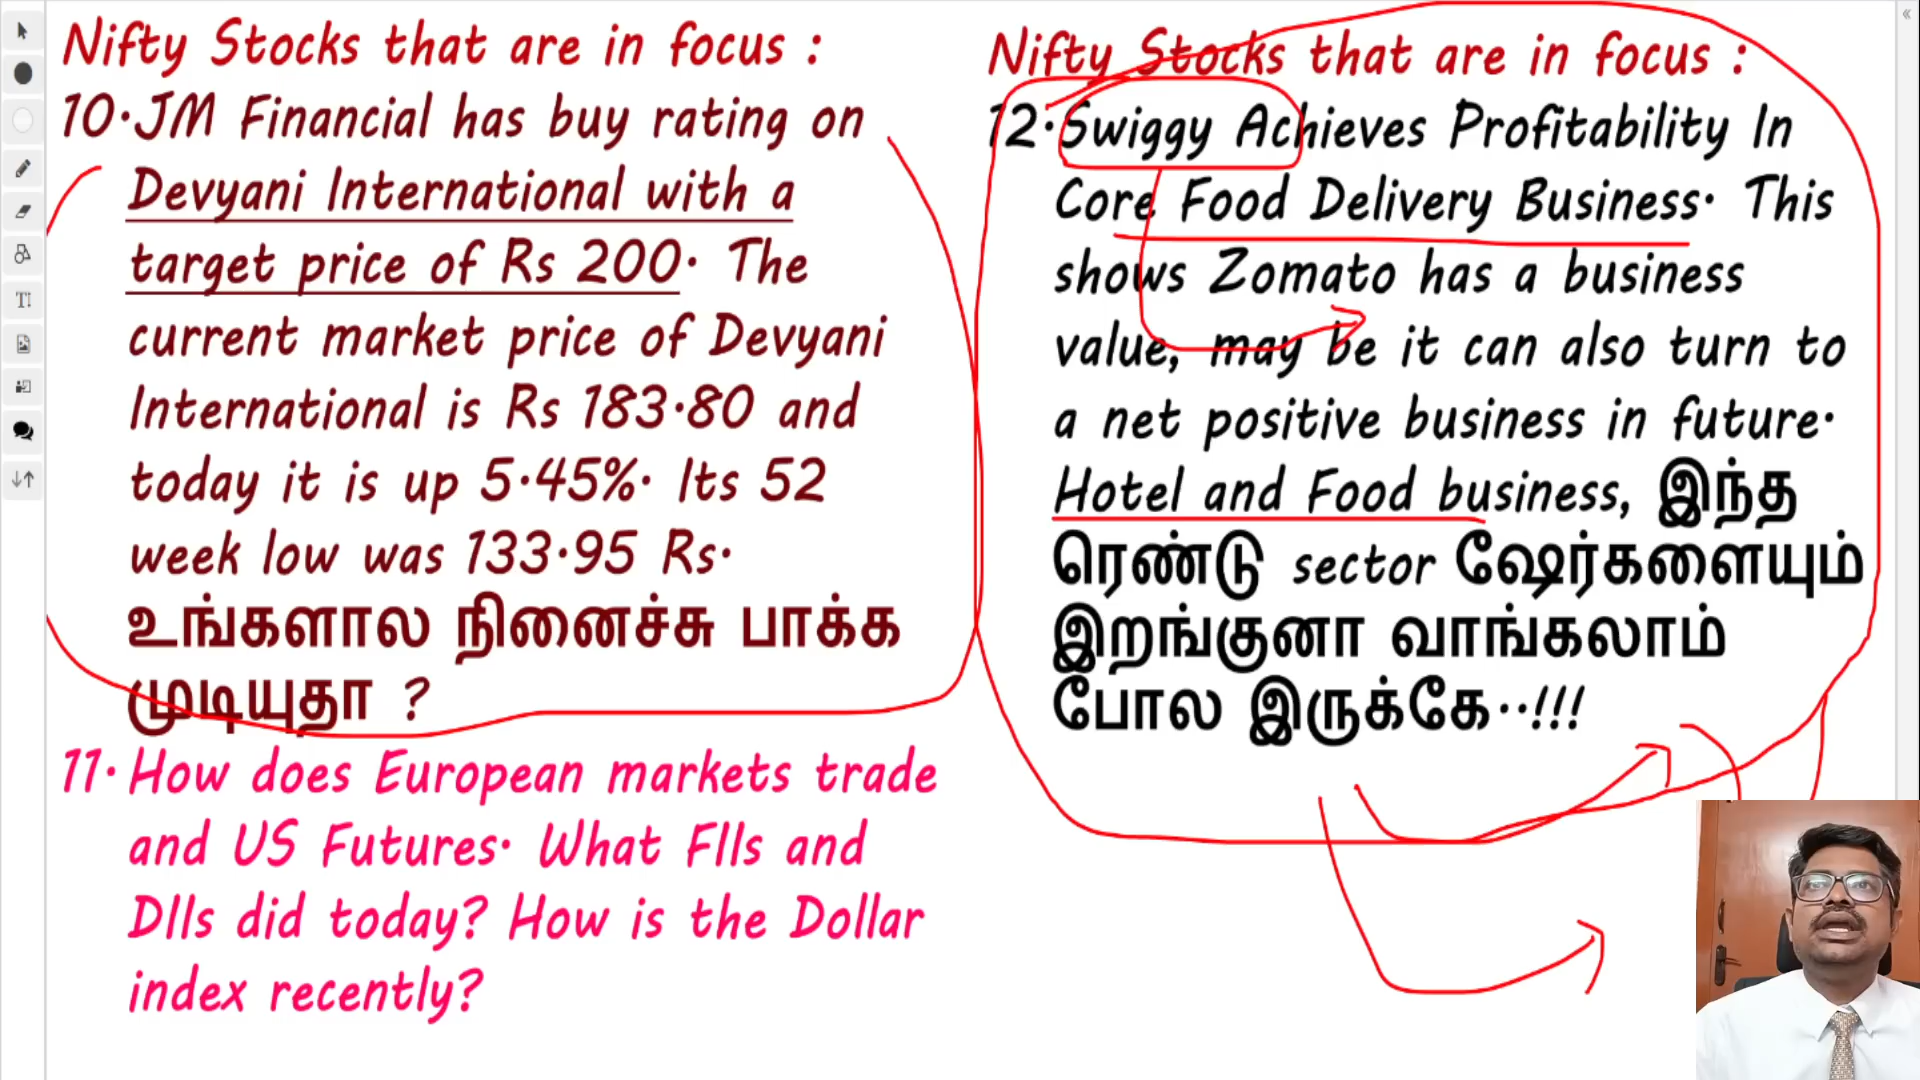 Nifty Stocks that are in focus :
10. JM Financial has buy rating on
Devyani International with a
target price of Rs 200. The
current market price of Devyani
International is Rs 183.80 and
today it is up 5.45%. Its 52
week low was 133.95 Rs.
உங்களால நினைச்சு பாக்க
முடியுதா ?
11. How does European markets trade
and US Futures. What FIIs and
DIIs did today? How is the Dollar
index recently?
Nifty Stocks that are in focus :
12. Swiggy Achieves Profitability In
Core Food Delivery Business. This
shows Zomato has a business
value, may be it can also turn to
a net positive business in future.
Hotel and Food business, இந்த
ரெண்டு sector ஷேர்களையும்
இறங்குனா வாங்கலாம்
போல இருக்கே..!!!